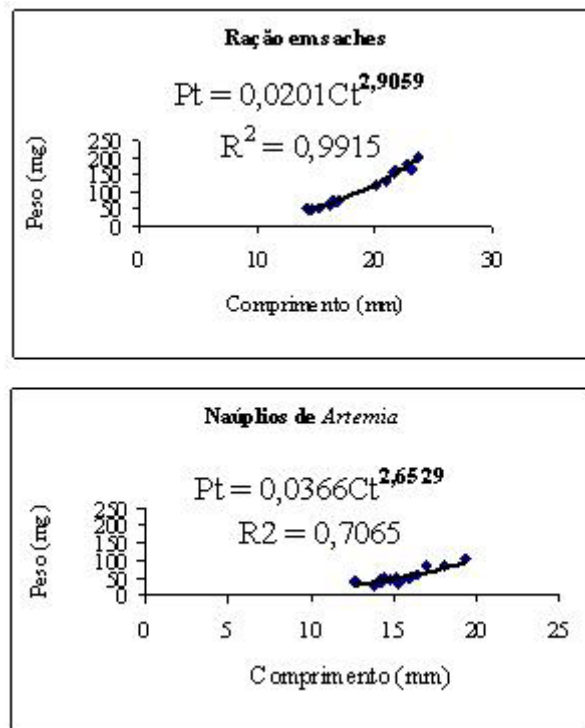 Ração em saches
Pt = 0,0201Ct^2,9059
R^2 = 0,9915
Peso (mg)
250
200
150
100
50
0
0 10 20 30
Comprimento (mm)
Naúplios de Artemia
Pt = 0,0366Ct^2,6529
R2 = 0,7065
Peso (mg)
250
200
150
100
50
0
0 5 10 15 20 25
Comprimento (mm)